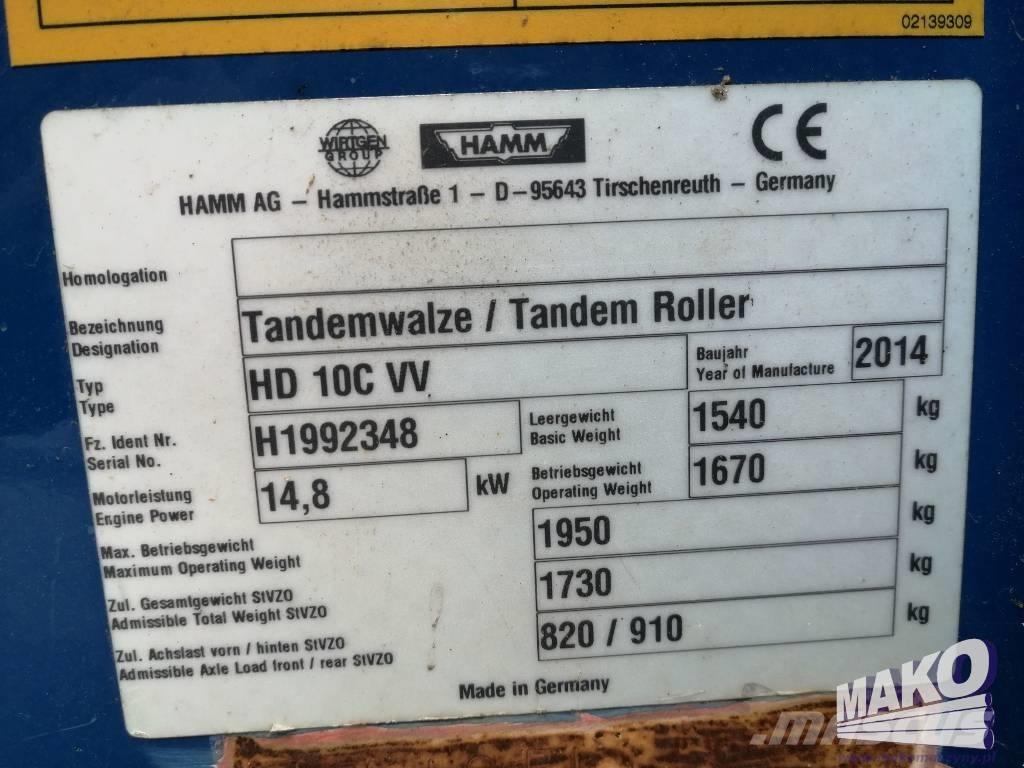 02139309
WIRTGEN
GROUP
HAMM
CE
HAMM AG – Hammstraße 1 – D–95643 Tirschenreuth – Germany
Homologation
Bezeichnung
Designation
Tandemwalze / Tandem Roller
Typ
Type
HD 10C VV
Baujahr
Year of Manufacture
2014
Fz. Ident Nr.
Serial No.
H1992348
Leergewicht
Basic Weight
1540 kg
Motorleistung
Engine Power
14,8 kW
Betriebsgewicht
Operating Weight
1670 kg
Max. Betriebsgewicht
Maximum Operating Weight
1950 kg
Zul. Gesamtgewicht StVZO
Admissible Total Weight StVZO
1730 kg
Zul. Achslast vorn / hinten StVZO
Admissible Axle Load front / rear StVZO
820 / 910 kg
Made in Germany
MAKO
MASCUS
www.makomaszyny.pl